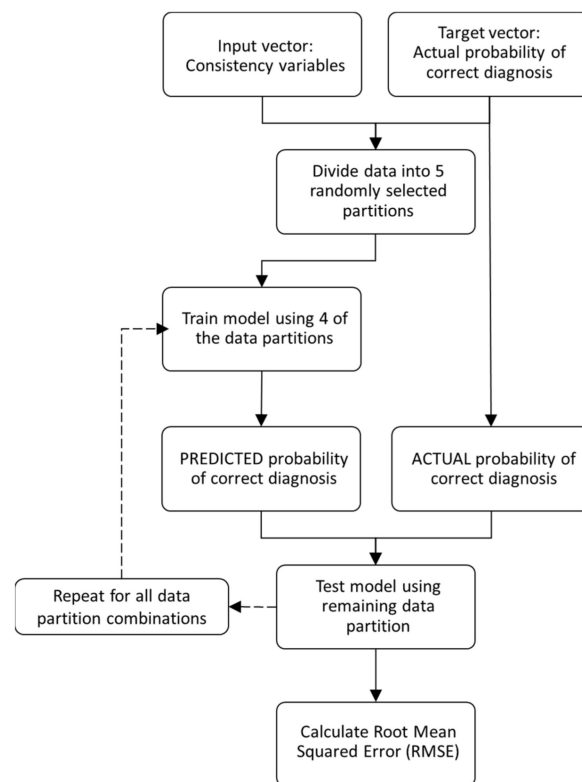 Input vector:
Consistency variables
Target vector:
Actual probability of
correct diagnosis
Divide data into 5
randomly selected
partitions
Train model using 4 of
the data partitions
PREDICTED probability
of correct diagnosis
ACTUAL probability of
correct diagnosis
Test model using
remaining data
partition
Repeat for all data
partition combinations
Calculate Root Mean
Squared Error (RMSE)